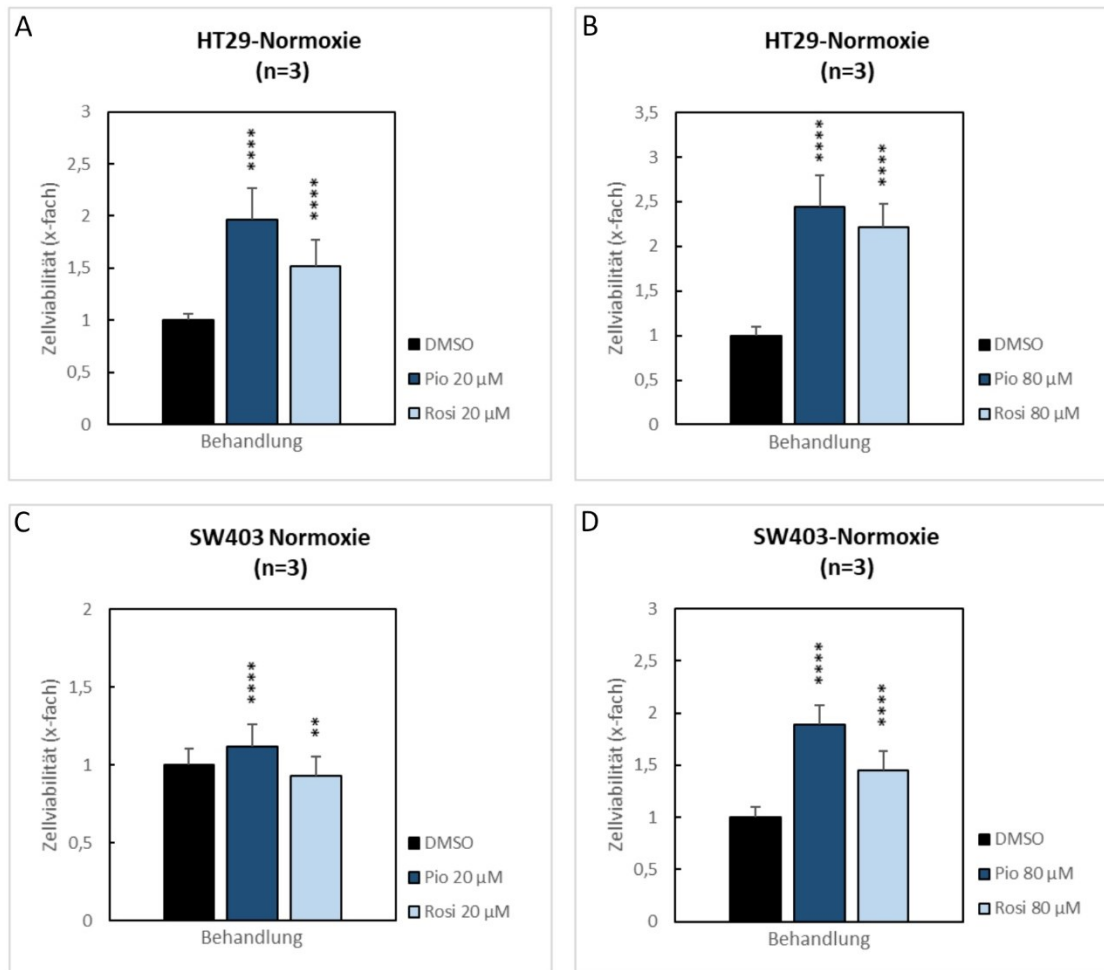 A
HT29-Normoxie
(n=3)
Zellviabilität (x-fach)
3
2,5
2
1,5
1
0,5
0
****
****
Behandlung
DMSO
Pio 20 µM
Rosi 20 µM
B
HT29-Normoxie
(n=3)
Zellviabilität (x-fach)
3,5
3
2,5
2
1,5
1
0,5
0
****
****
Behandlung
DMSO
Pio 80 µM
Rosi 80 µM
C
SW403 Normoxie
(n=3)
Zellviabilität (x-fach)
2
1,5
1
0,5
0
****
**
Behandlung
DMSO
Pio 20 µM
Rosi 20 µM
D
SW403-Normoxie
(n=3)
Zellviabilität (x-fach)
3
2,5
2
1,5
1
0,5
0
****
****
Behandlung
DMSO
Pio 80 µM
Rosi 80 µM